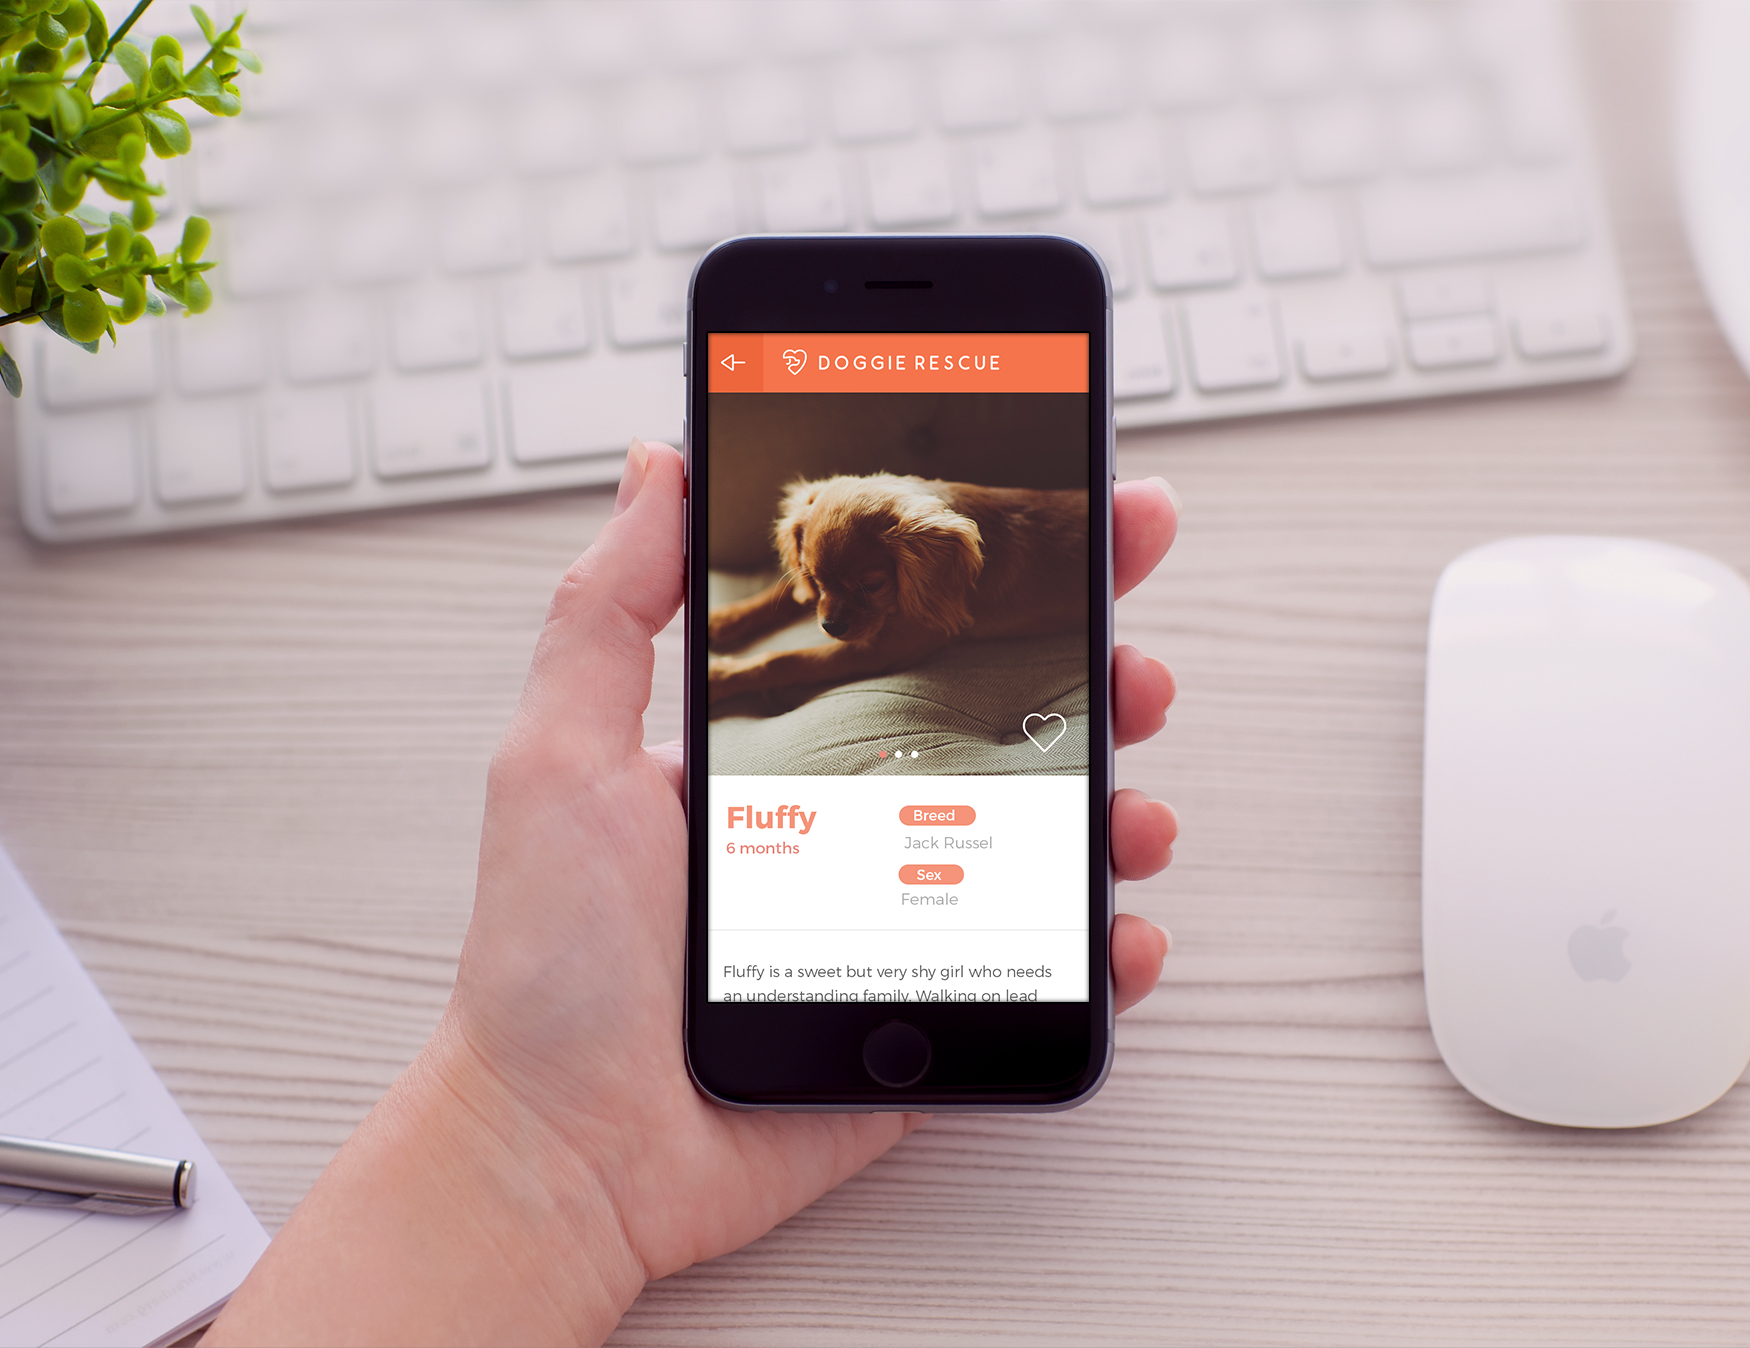 DOGGIE RESCUE
Fluffy
6 months
Breed
Jack Russel
Sex
Female
Fluffy is a sweet but very shy girl who needs
an understanding family. Walking on lead